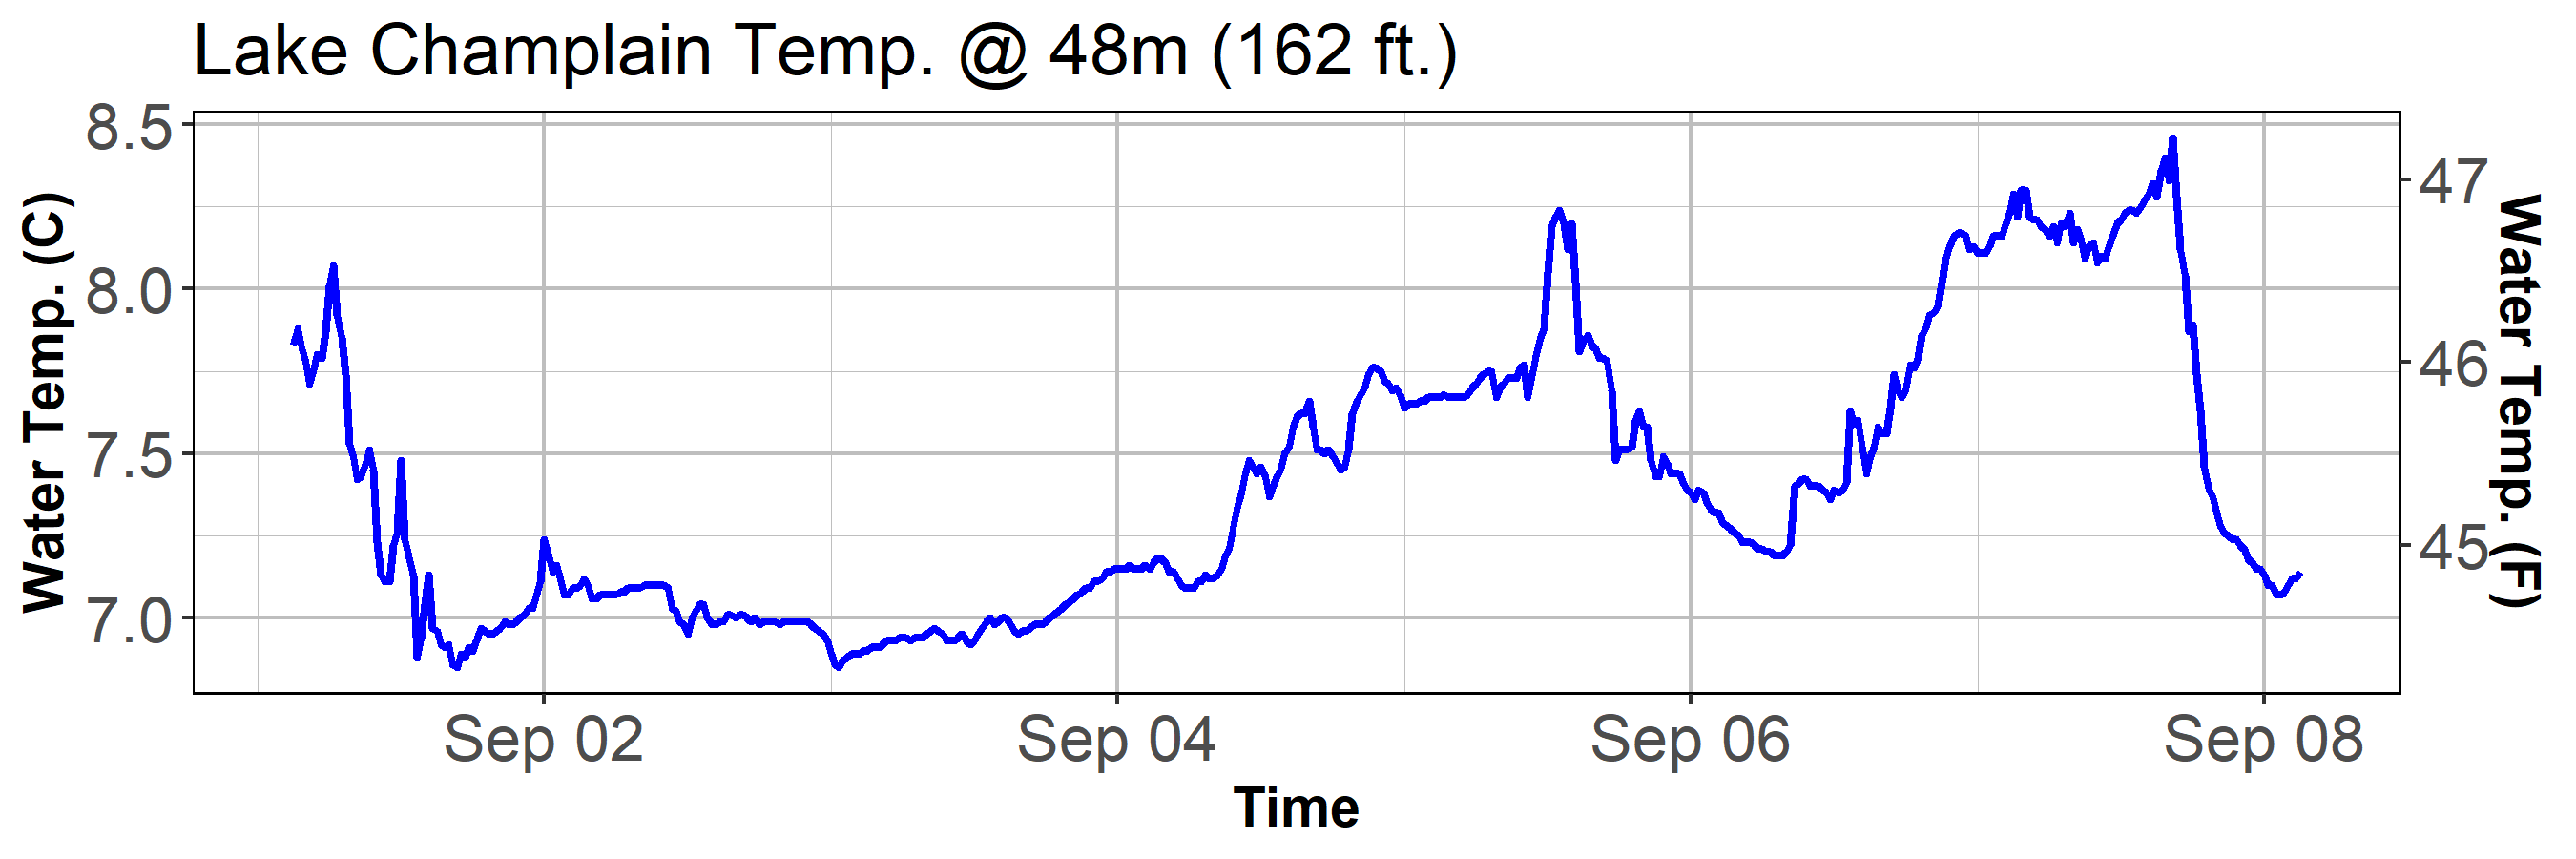 Lake Champlain Temp. @ 48m (162 ft.)
Water Temp. (C)
8.5
8.0
7.5
7.0
47
46
45
Water Temp. (F)
Sep 02 Sep 04 Sep 06 Sep 08
Time